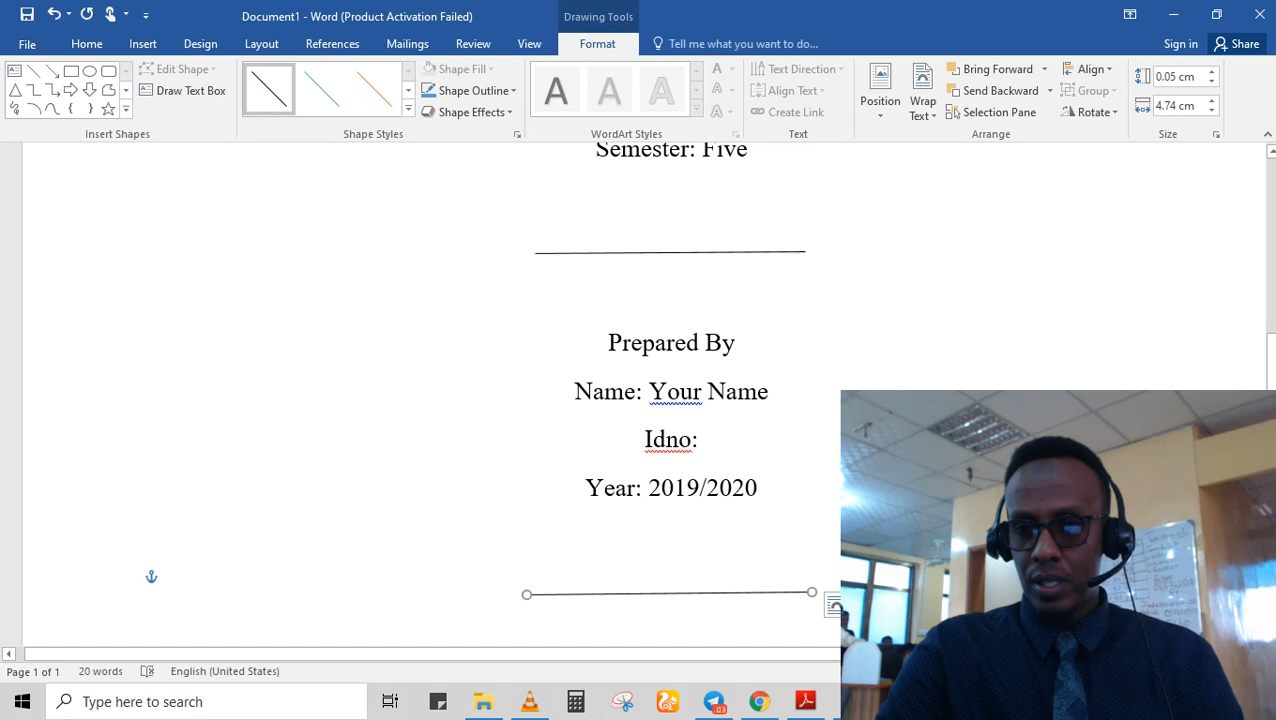 Document1 - Word (Product Activation Failed)
Drawing Tools
File
Home
Insert
Design
Layout
References
Mailings
Review
View
Format
Tell me what you want to do...
Sign in
Share
Edit Shape
Draw Text Box
Insert Shapes
Shape Fill
Shape Outline
Shape Effects
Shape Styles
A A A
A
A
A
WordArt Styles
Text Direction
Align Text
Create Link
Text
Position
Wrap
Text
Bring Forward
Send Backward
Selection Pane
Align
Group
Rotate
Arrange
0.05 cm
4.74 cm
Size
Semester: Five
Prepared By
Name: Your Name
Idno:
Year: 2019/2020
Page 1 of 1
20 words
English (United States)
Type here to search
03